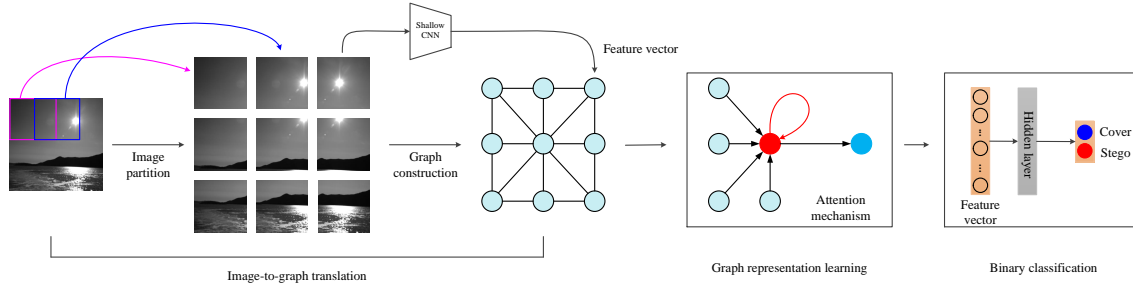 Shallow
CNN
Feature vector
Image
partition
Graph
construction
Image-to-graph translation
Attention
mechanism
Graph representation learning
...
...
Feature
vector
Hidden layer
Cover
Stego
Binary classification